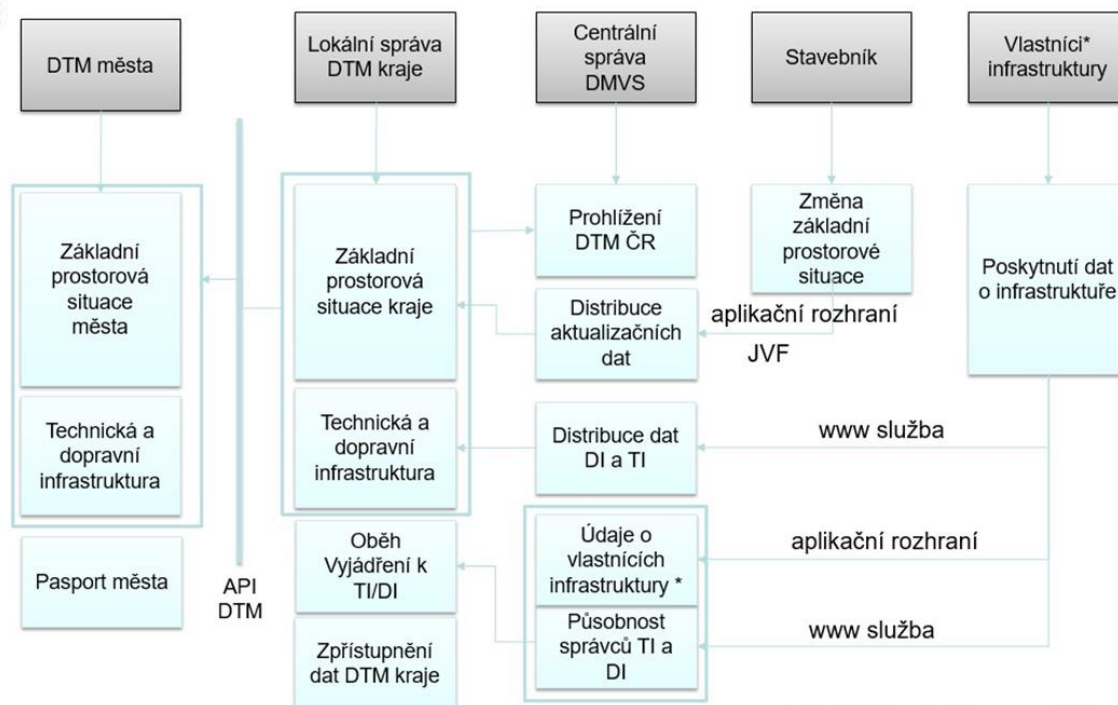 DTM města
Lokální správa
DTM kraje
Centrální
správa
DMVS
Stavebník
Vlastníci*
infrastruktury
Základní
prostorová
situace
města
Základní
prostorová
situace kraje
Prohlížení
DTM ČR
Změna
základní
prostorové
situace
Poskytnutí dat
o infrastruktuře
Distribuce
aktualizačních
dat
aplikační rozhraní
JVF
Technická a
dopravní
infrastruktura
Technická a
dopravní
infrastruktura
Distribuce dat
DI a TI
www služba
Pasport města
API
DTM
Oběh
Vyjádření k
TI/DI
Údaje o
vlastnících
infrastruktury *
aplikační rozhraní
Zpřístupnění
dat DTM kraje
Působnost
správců TI a
DI
www služba